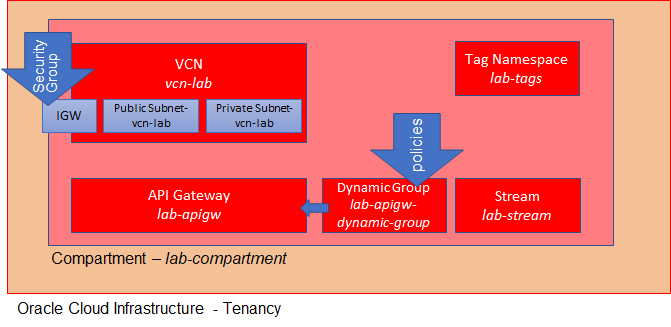 Security
Group
VCN
vcn-lab
Tag Namespace
lab-tags
IGW
Public Subnet-
vcn-lab
Private Subnet-
vcn-lab
policies
API Gateway
lab-apigw
Dynamic Group
lab-apigw-
dynamic-group
Stream
lab-stream
Compartment – lab-compartment
Oracle Cloud Infrastructure - Tenancy